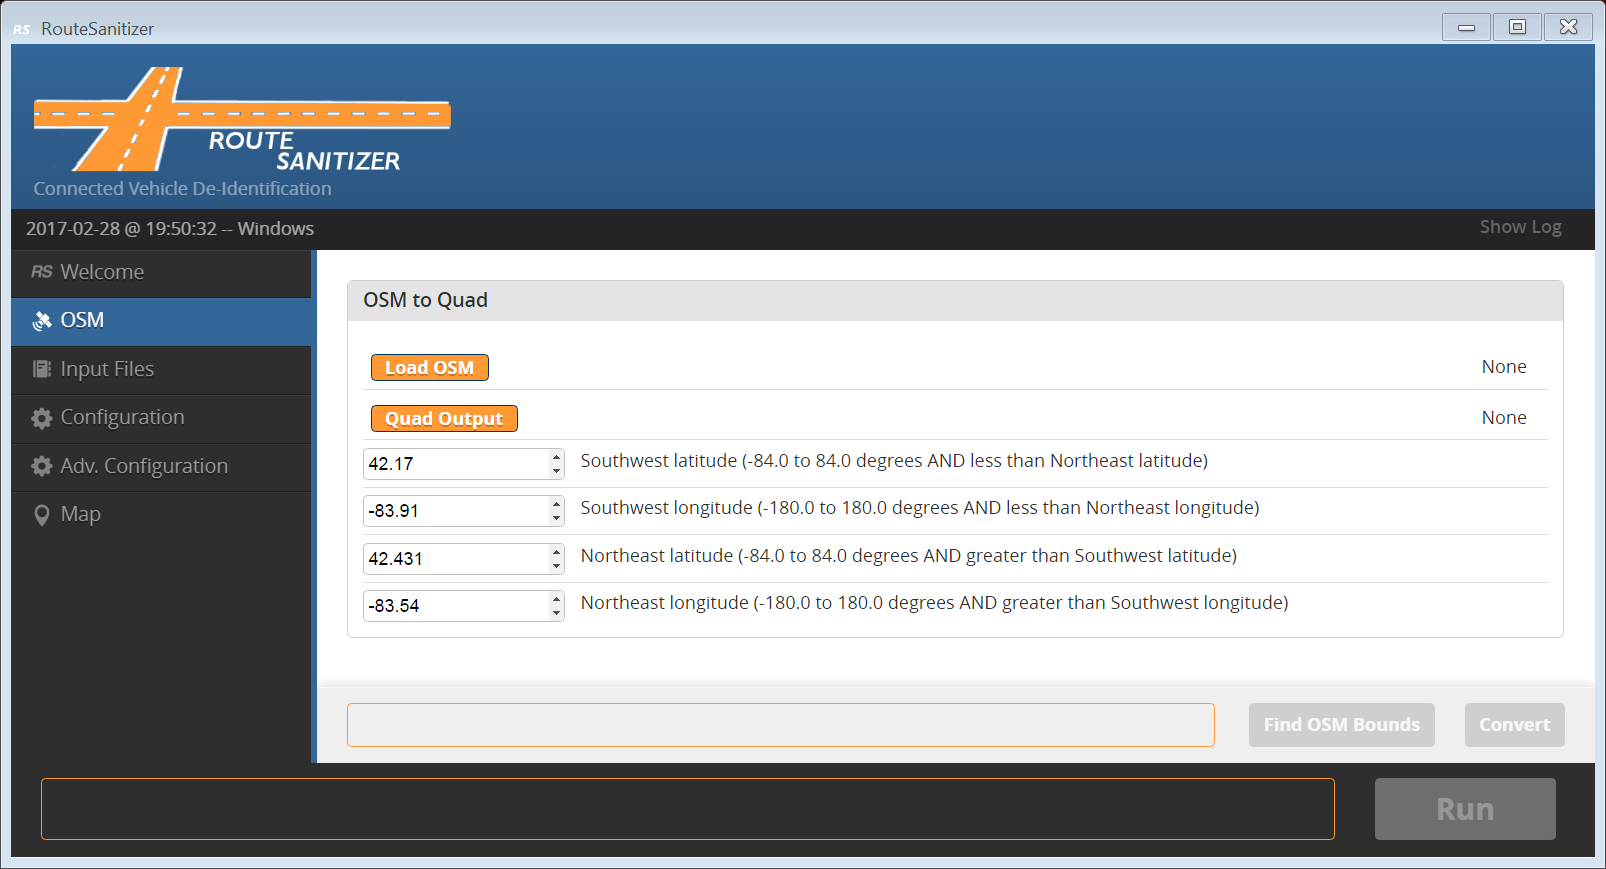 RS RouteSanitizer
ROUTE
SANITIZER
Connected Vehicle De-Identification
2017-02-28 @ 19:50:32 -- Windows
Show Log
RS Welcome
OSM
Input Files
Configuration
Adv. Configuration
Map
OSM to Quad
Load OSM
None
Quad Output
None
42.17
Southwest latitude (-84.0 to 84.0 degrees AND less than Northeast latitude)
-83.91
Southwest longitude (-180.0 to 180.0 degrees AND less than Northeast longitude)
42.431
Northeast latitude (-84.0 to 84.0 degrees AND greater than Southwest latitude)
-83.54
Northeast longitude (-180.0 to 180.0 degrees AND greater than Southwest longitude)
Find OSM Bounds
Convert
Run